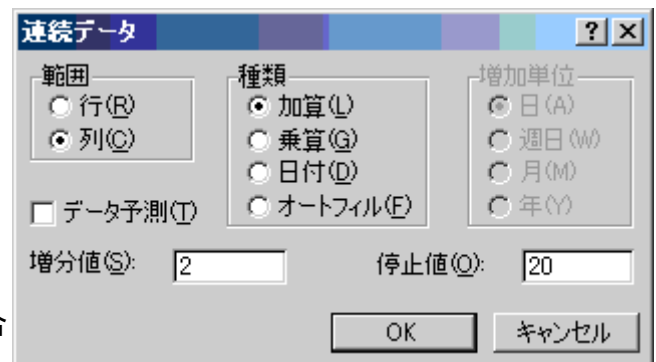 連続データ
範囲
行(R)
列(C)
種類
加算(L)
乗算(G)
日付(D)
オートフィル(F)
増加単位
日(A)
週日(W)
月(M)
年(Y)
データ予測(T)
増分値(S): 2
停止値(O): 20
OK
キャンセル